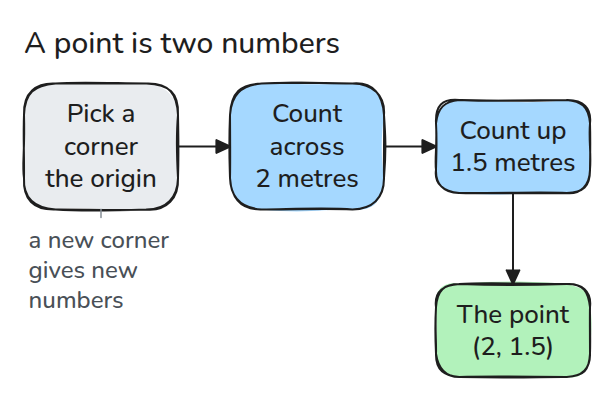 A point is two numbers
Pick a
corner
the origin
Count
across
2 metres
Count up
1.5 metres
a new corner
gives new
numbers
The point
(2, 1.5)